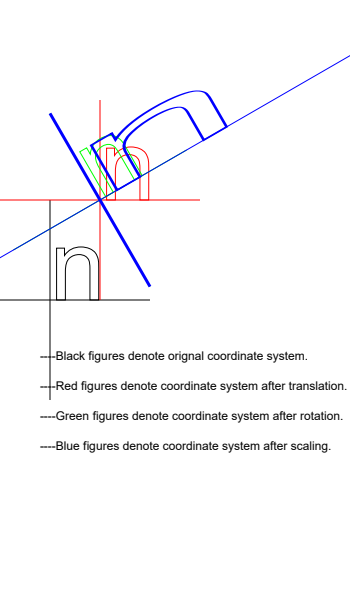 n
n
n
n
----Black figures denote orignal coordinate system.
----Red figures denote coordinate system after translation.
----Green figures denote coordinate system after rotation.
----Blue figures denote coordinate system after scaling.